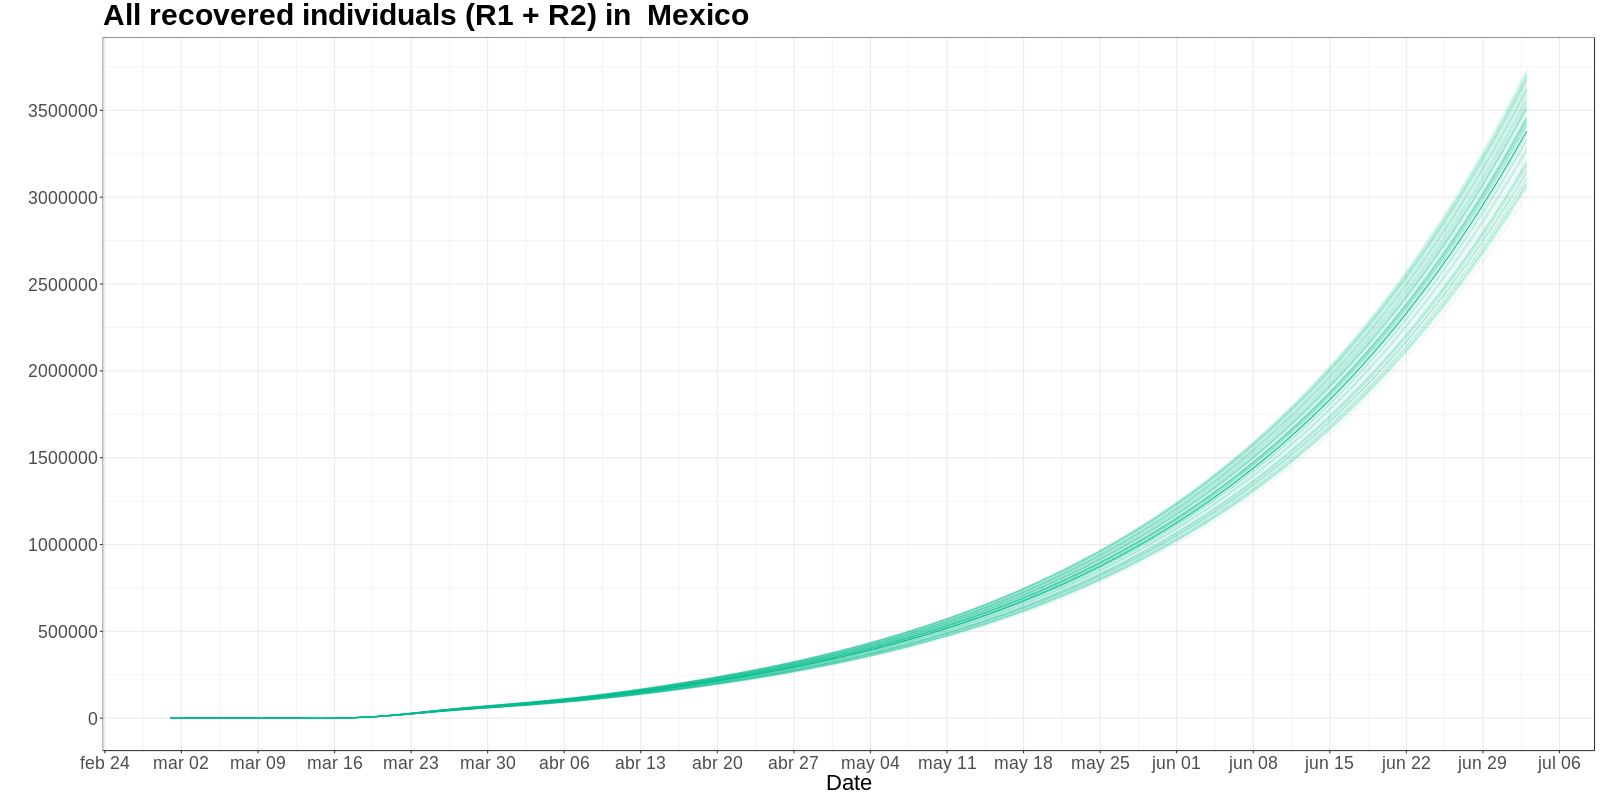 All recovered individuals (R1 + R2) in  Mexico
3500000
3000000
2500000
2000000
1500000
1000000
500000
0
feb 24 mar 02 mar 09 mar 16 mar 23 mar 30 abr 06 abr 13 abr 20 abr 27 may 04 may 11 may 18 may 25 jun 01 jun 08 jun 15 jun 22 jun 29 jul 06
Date